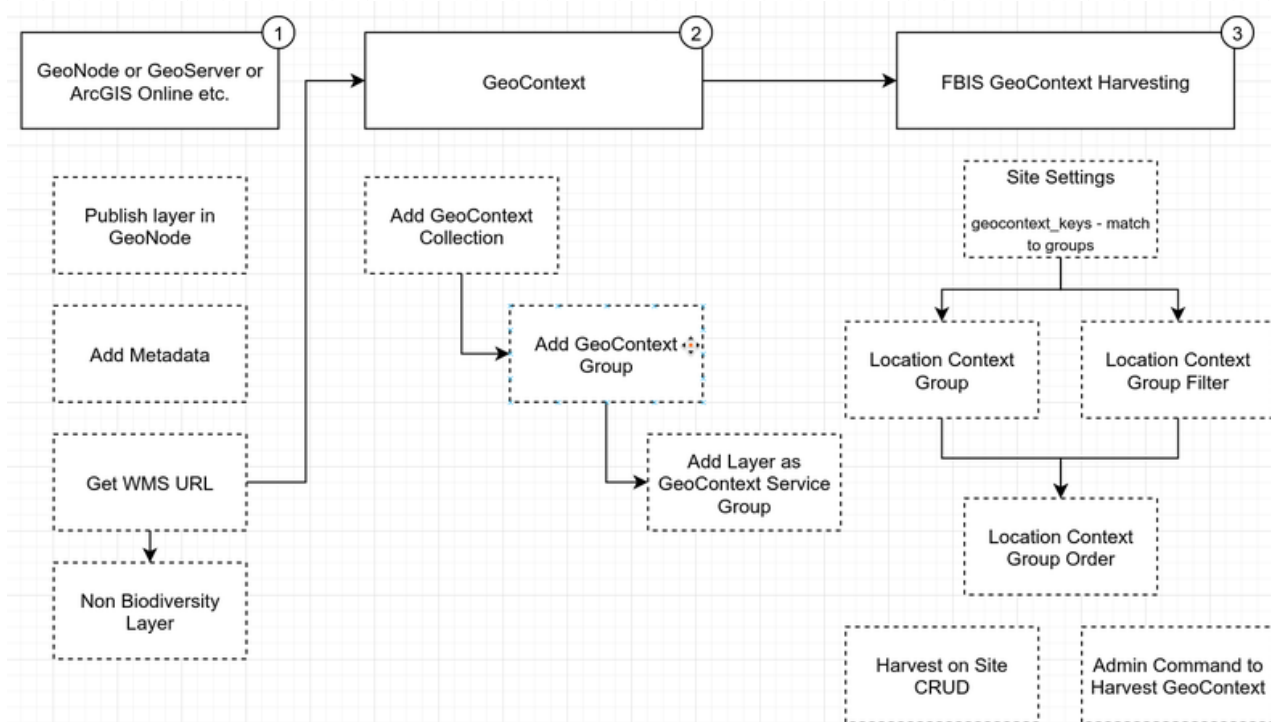 1
GeoNode or GeoServer or
ArcGIS Online etc.
2
GeoContext
3
FBIS GeoContext Harvesting
Publish layer in
GeoNode
Add Metadata
Get WMS URL
Non Biodiversity
Layer
Add GeoContext
Collection
Add GeoContext
Group
Add Layer as
GeoContext Service
Group
Site Settings
geocontext_keys - match
to groups
Location Context
Group
Location Context
Group Filter
Location Context
Group Order
Harvest on Site
CRUD
Admin Command to
Harvest GeoContext